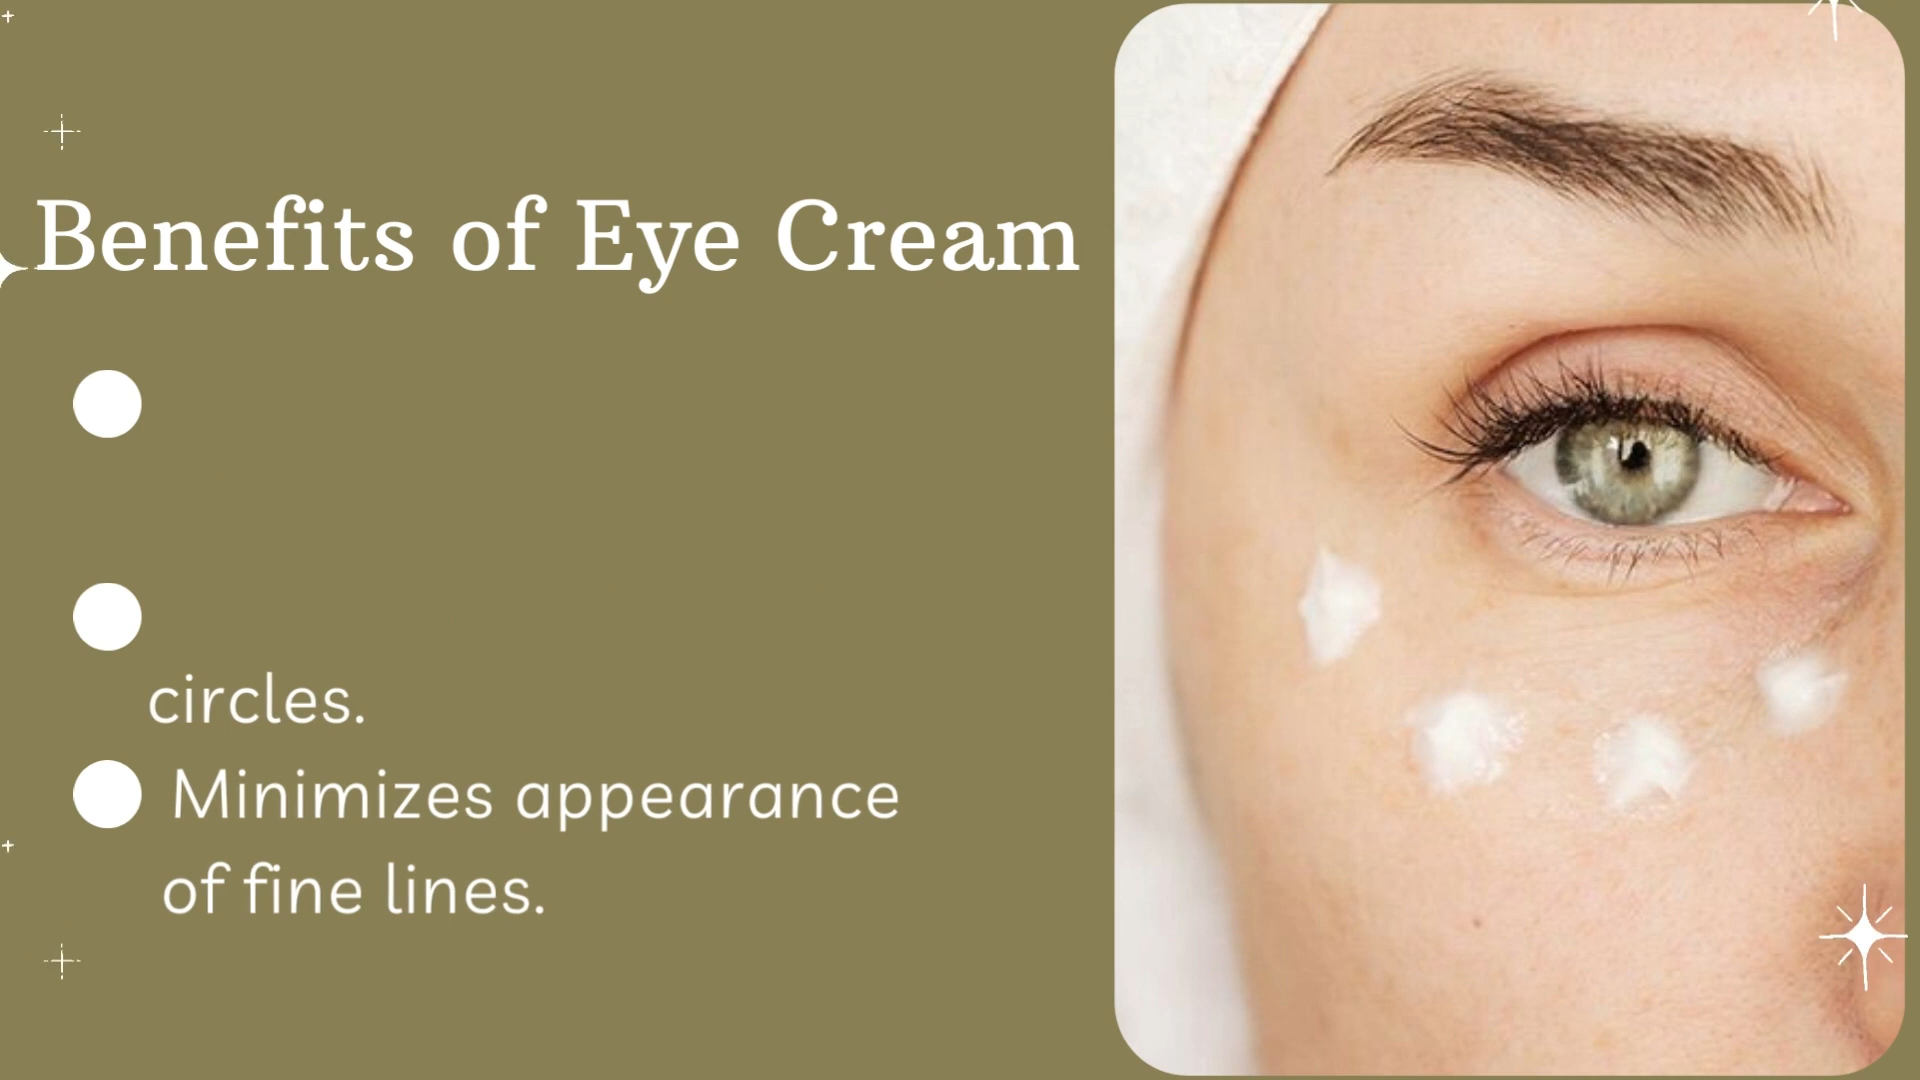 Benefits of Eye Cream
circles.
Minimizes appearance
of fine lines.